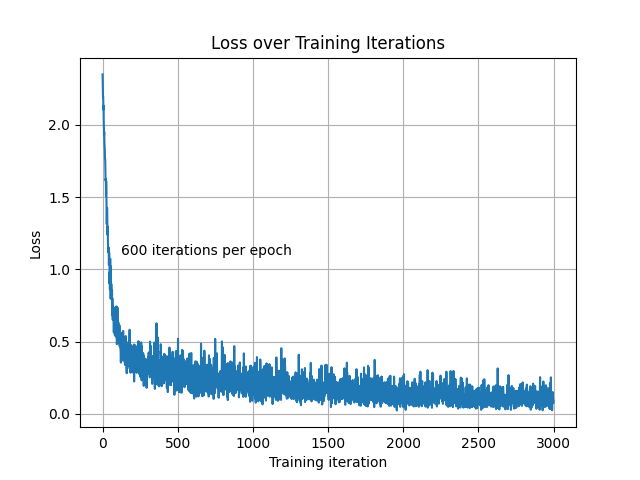 Loss over Training Iterations
2.0
1.5
1.0
0.5
0.0
Loss
600 iterations per epoch
0 500 1000 1500 2000 2500 3000
Training iteration